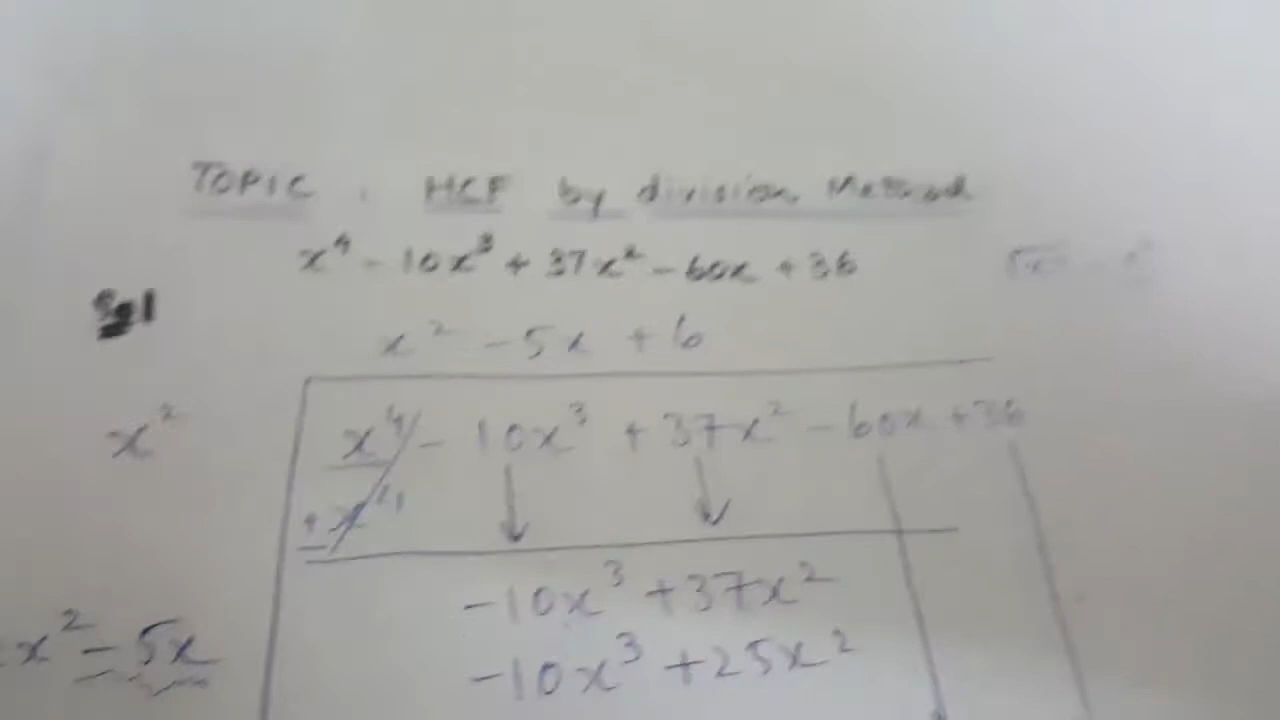 TOPIC : HCF by division Method
x⁴ - 10x³ + 37x² - 60x + 36
Sol
x² - 5x + 6
x² x⁴ - 10x³ + 37x² - 60x + 36
+ x⁴
-
-10x³ + 37x²
x² - 5x -10x³ + 25x²